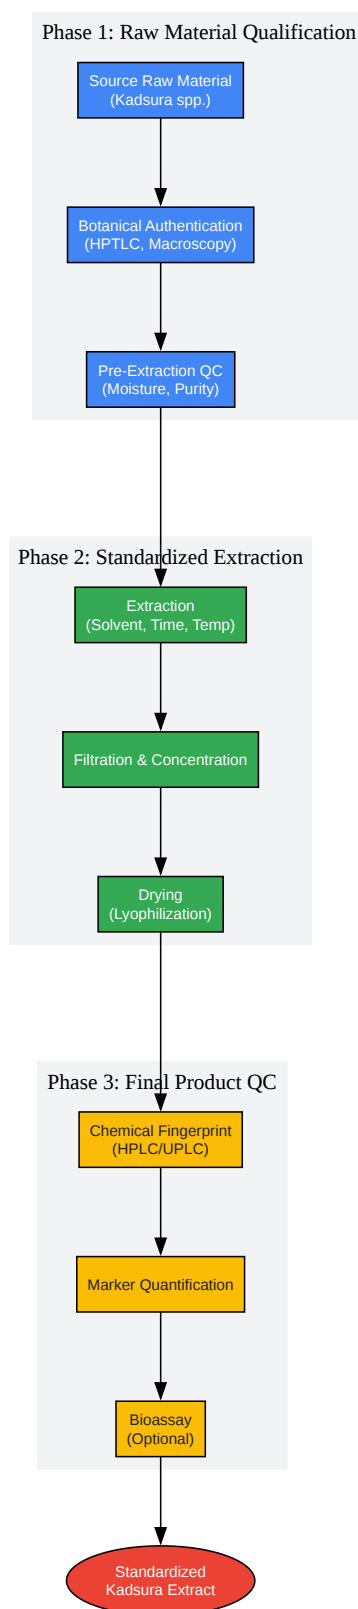 Phase 1: Raw Material Qualification
Source Raw Material
(Kadsura spp.)
Botanical Authentication
(HPTLC, Macroscopy)
Pre-Extraction QC
(Moisture, Purity)
Phase 2: Standardized Extraction
Extraction
(Solvent, Time, Temp)
Filtration & Concentration
Drying
(Lyophilization)
Phase 3: Final Product QC
Chemical Fingerprint
(HPLC/UPLC)
Marker Quantification
Bioassay
(Optional)
Standardized
Kadsura Extract